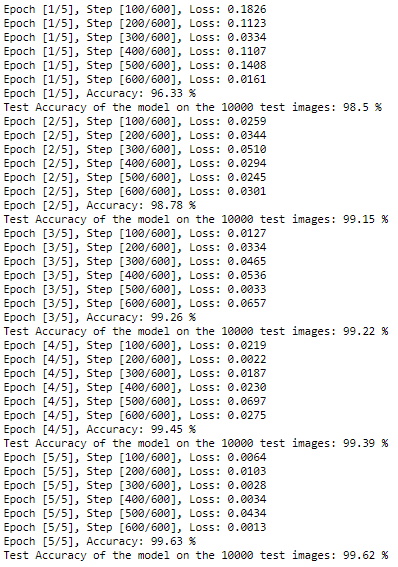 Epoch [1/5], Step [100/600], Loss: 0.1826
Epoch [1/5], Step [200/600], Loss: 0.1123
Epoch [1/5], Step [300/600], Loss: 0.0334
Epoch [1/5], Step [400/600], Loss: 0.1107
Epoch [1/5], Step [500/600], Loss: 0.1408
Epoch [1/5], Step [600/600], Loss: 0.0161
Epoch [1/5], Accuracy: 96.33 %
Test Accuracy of the model on the 10000 test images: 98.5 %
Epoch [2/5], Step [100/600], Loss: 0.0259
Epoch [2/5], Step [200/600], Loss: 0.0344
Epoch [2/5], Step [300/600], Loss: 0.0510
Epoch [2/5], Step [400/600], Loss: 0.0294
Epoch [2/5], Step [500/600], Loss: 0.0245
Epoch [2/5], Step [600/600], Loss: 0.0301
Epoch [2/5], Accuracy: 98.78 %
Test Accuracy of the model on the 10000 test images: 99.15 %
Epoch [3/5], Step [100/600], Loss: 0.0127
Epoch [3/5], Step [200/600], Loss: 0.0334
Epoch [3/5], Step [300/600], Loss: 0.0465
Epoch [3/5], Step [400/600], Loss: 0.0536
Epoch [3/5], Step [500/600], Loss: 0.0033
Epoch [3/5], Step [600/600], Loss: 0.0657
Epoch [3/5], Accuracy: 99.26 %
Test Accuracy of the model on the 10000 test images: 99.22 %
Epoch [4/5], Step [100/600], Loss: 0.0219
Epoch [4/5], Step [200/600], Loss: 0.0022
Epoch [4/5], Step [300/600], Loss: 0.0187
Epoch [4/5], Step [400/600], Loss: 0.0230
Epoch [4/5], Step [500/600], Loss: 0.0697
Epoch [4/5], Step [600/600], Loss: 0.0275
Epoch [4/5], Accuracy: 99.45 %
Test Accuracy of the model on the 10000 test images: 99.39 %
Epoch [5/5], Step [100/600], Loss: 0.0064
Epoch [5/5], Step [200/600], Loss: 0.0103
Epoch [5/5], Step [300/600], Loss: 0.0028
Epoch [5/5], Step [400/600], Loss: 0.0034
Epoch [5/5], Step [500/600], Loss: 0.0434
Epoch [5/5], Step [600/600], Loss: 0.0013
Epoch [5/5], Accuracy: 99.63 %
Test Accuracy of the model on the 10000 test images: 99.62 %